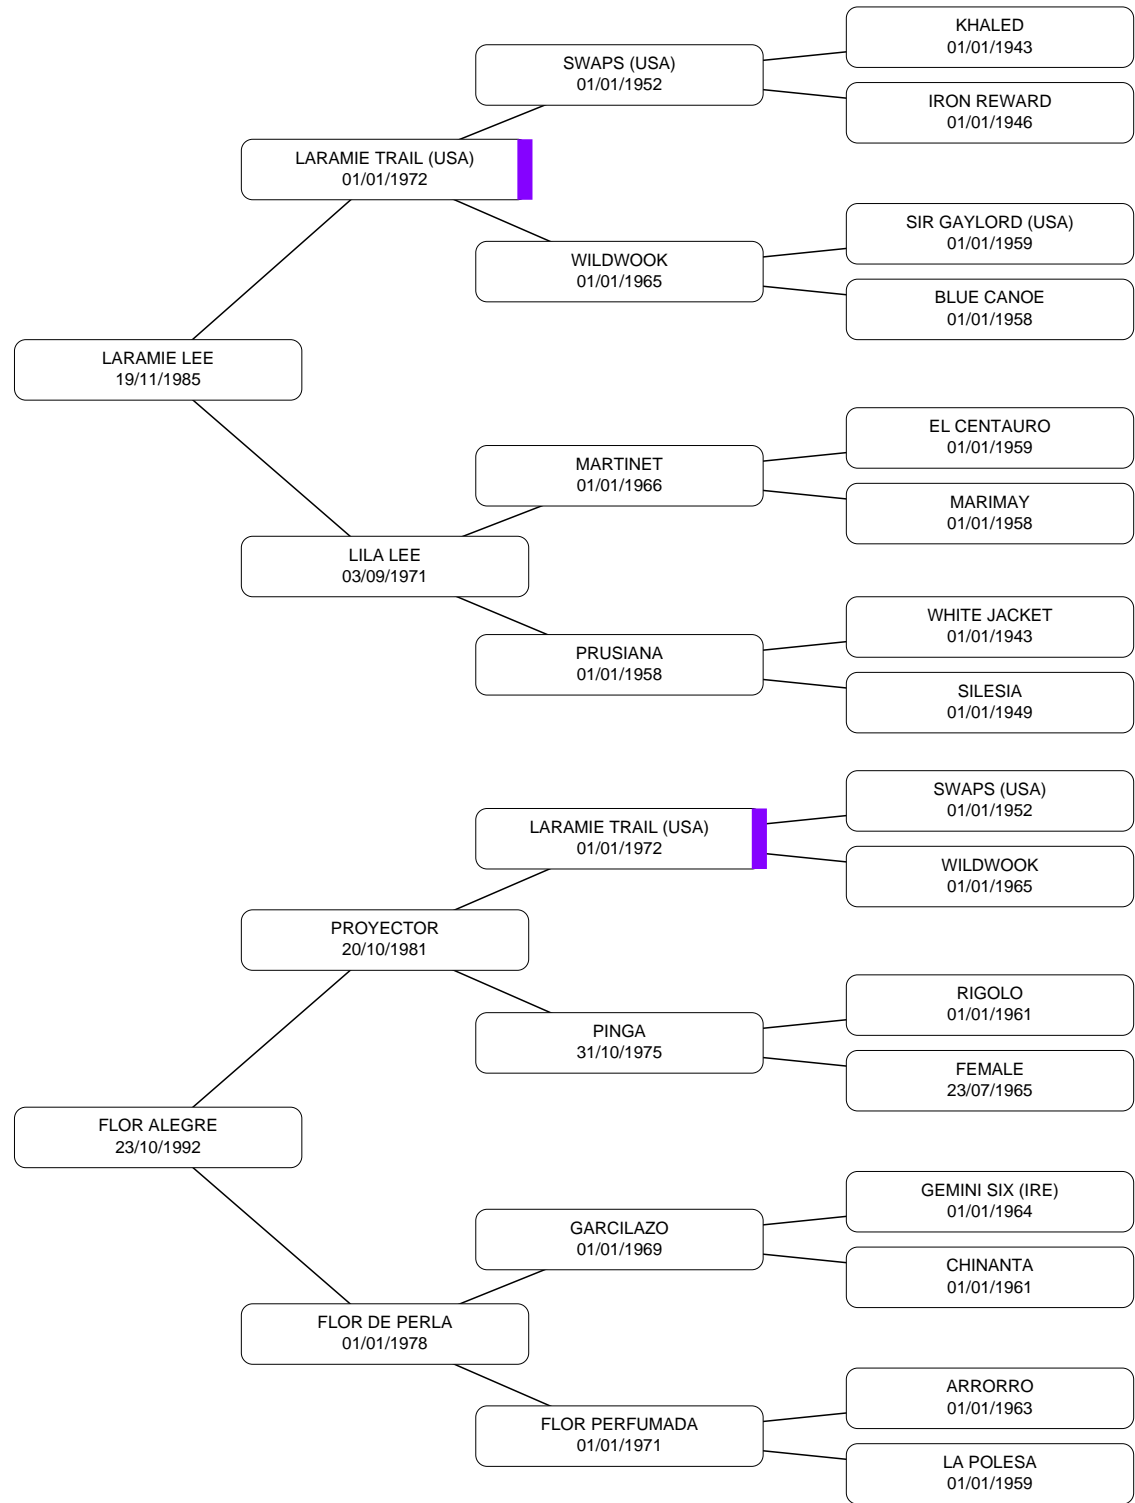 KHALED
01/01/1943
SWAPS (USA)
01/01/1952
IRON REWARD
01/01/1946
LARAMIE TRAIL (USA)
01/01/1972
SIR GAYLORD (USA)
01/01/1959
WILDWOOK
01/01/1965
BLUE CANOE
01/01/1958
LARAMIE LEE
19/11/1985
EL CENTAURO
01/01/1959
MARTINET
01/01/1966
MARIMAY
01/01/1958
LILA LEE
03/09/1971
WHITE JACKET
01/01/1943
PRUSIANA
01/01/1958
SILESIA
01/01/1949
SWAPS (USA)
01/01/1952
LARAMIE TRAIL (USA)
01/01/1972
WILDWOOK
01/01/1965
PROYECTOR
20/10/1981
RIGOLO
01/01/1961
PINGA
31/10/1975
FEMALE
23/07/1965
FLOR ALEGRE
23/10/1992
GEMINI SIX (IRE)
01/01/1964
GARCILAZO
01/01/1969
CHINANTA
01/01/1961
FLOR DE PERLA
01/01/1978
ARRORRO
01/01/1963
FLOR PERFUMADA
01/01/1971
LA POLESA
01/01/1959